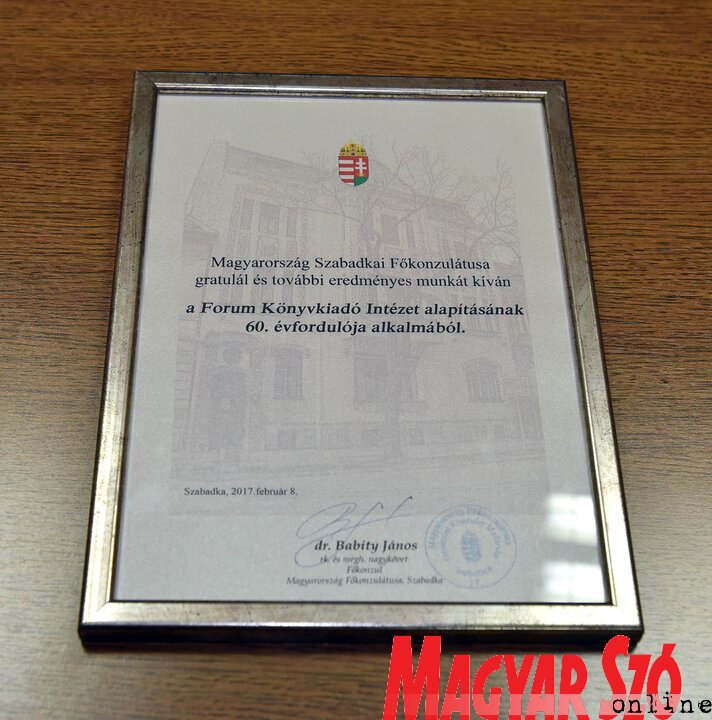 Magyarország Szabadkai Főkonzulátusa
gratulál és további eredményes munkát kíván
a Forum Könyvkiadó Intézet alapításának
60. évfordulója alkalmából.
Szabadka, 2017.február 8.
dr. Babity János
rk. és megh. nagykövet
Főkonzul
Magyarország Főkonzulátusa, Szabadka
MAGYAR SZÓ
online